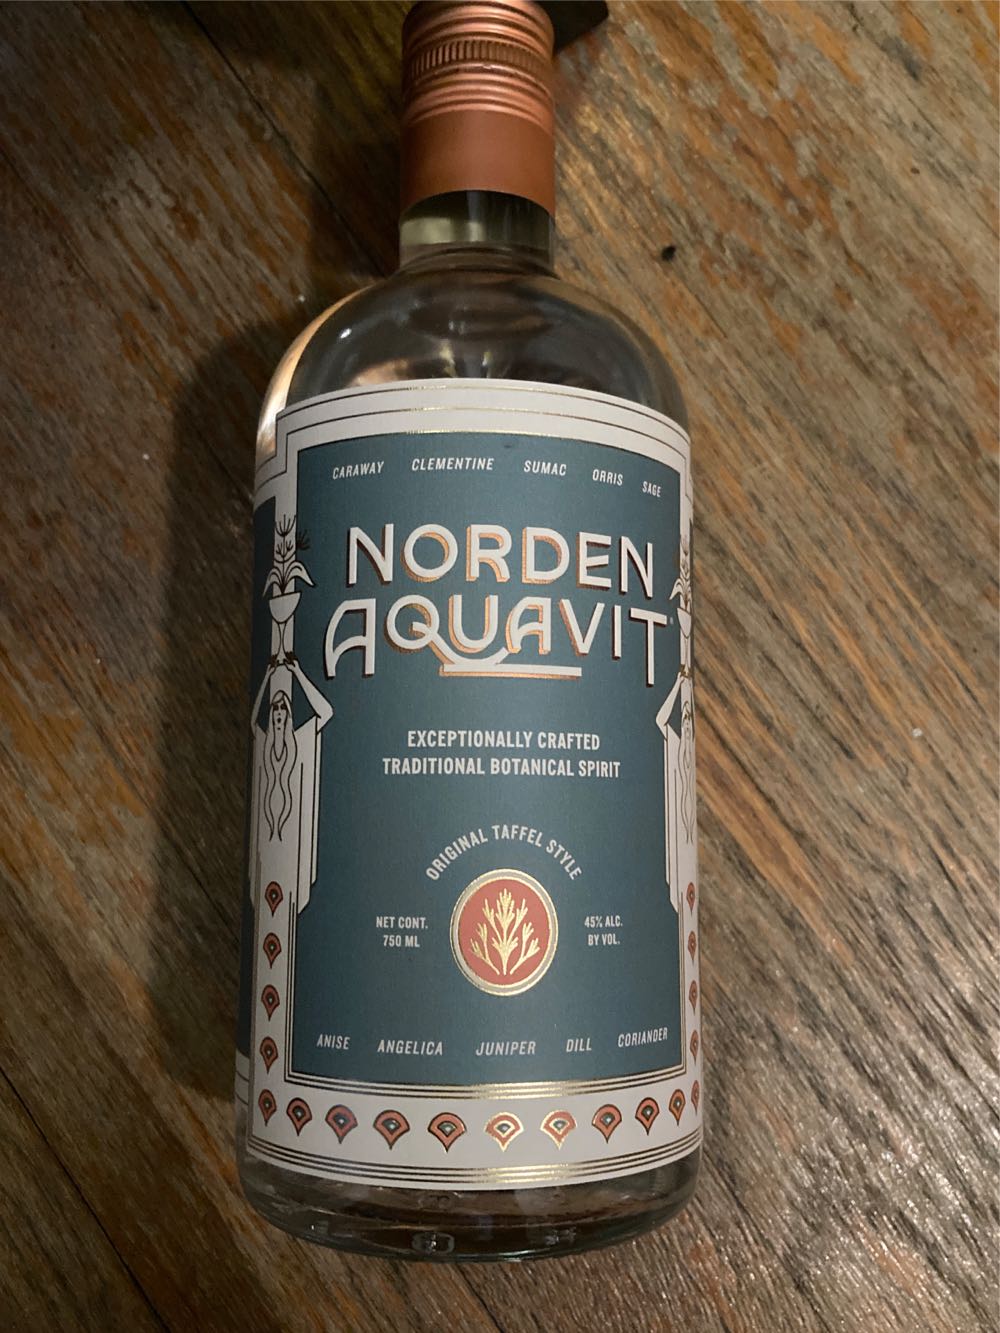 CARAWAY CLEMENTINE SUMAC ORRIS SAGE
NORDEN
AQUAVIT
EXCEPTIONALLY CRAFTED
TRADITIONAL BOTANICAL SPIRIT
ORIGINAL TAFFEL STYLE
NET CONT.
750 ML
45% ALC.
BY VOL.
ANISE ANGELICA JUNIPER DILL CORIANDER